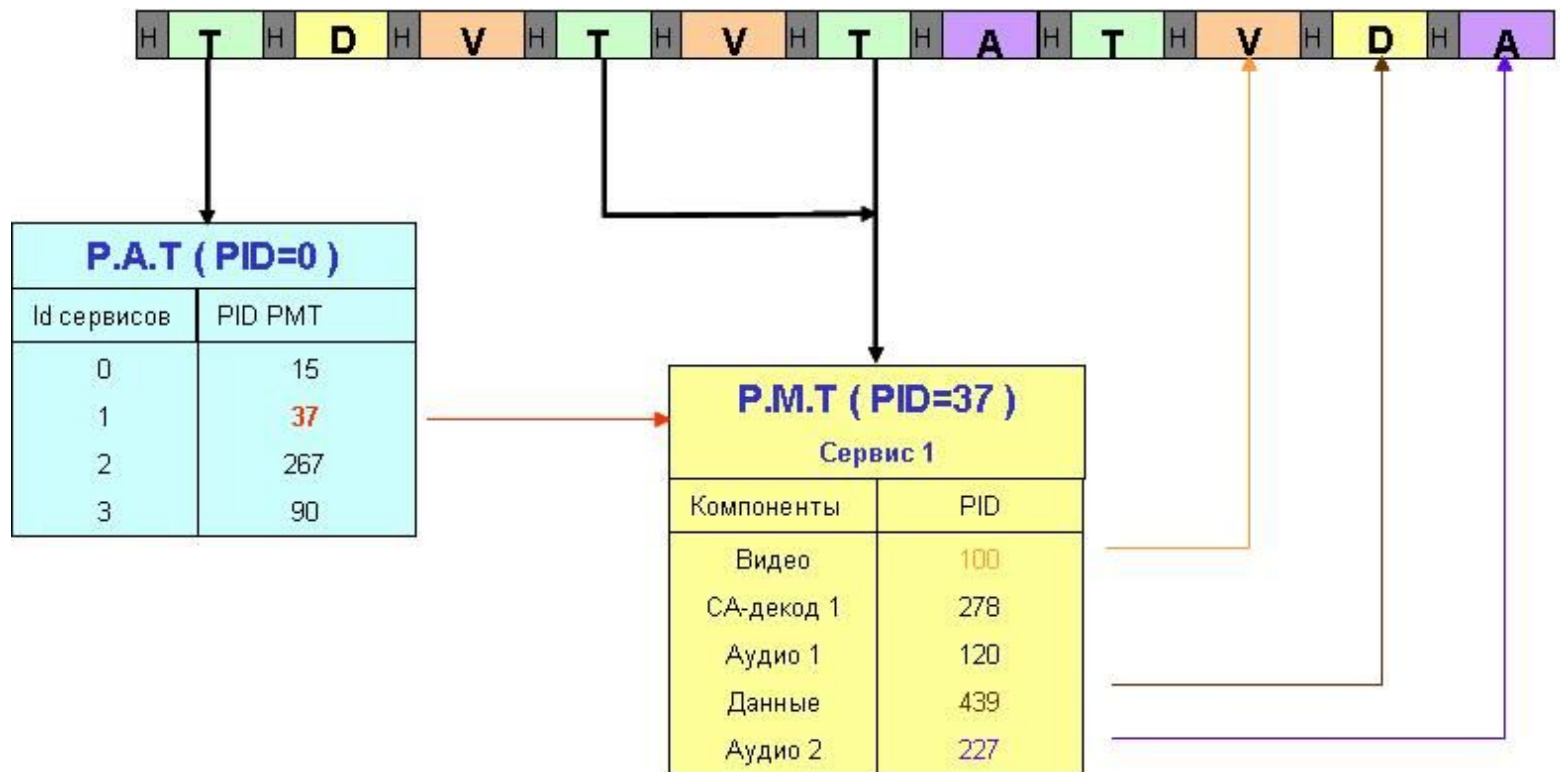 H T H D H V H T H V H T H A H T H V H D H A
P.A.T ( PID=0 )
Id сервисов PID PMT
0 15
1 37
2 267
3 90
P.M.T ( PID=37 )
Сервис 1
Компоненты PID
Видео 100
СА-декод 1 278
Аудио 1 120
Данные 439
Аудио 2 227